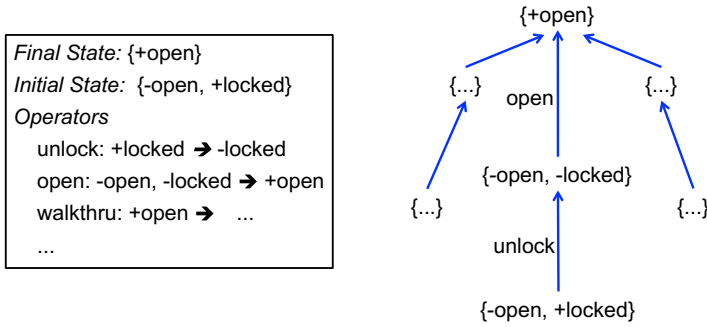 Final State: {+open}
Initial State: {-open, +locked}
Operators
unlock: +locked ➔ -locked
open: -open, -locked ➔ +open
walkthru: +open ➔ ...
...
{+open}
{...}
{...}
open
{-open, -locked}
{...}
{...}
unlock
{-open, +locked}